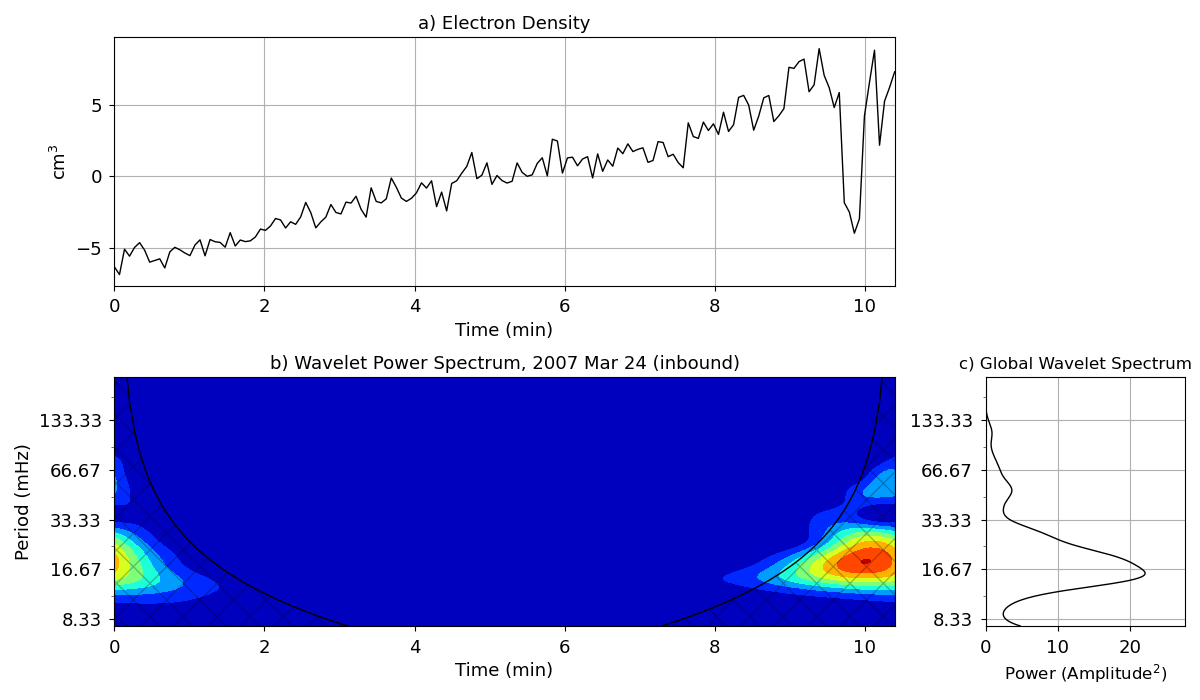 a) Electron Density
cm³
5
0
−5
0 2 4 6 8 10
Time (min)
b) Wavelet Power Spectrum, 2007 Mar 24 (inbound)
Period (mHz)
133.33
66.67
33.33
16.67
8.33
0 2 4 6 8 10
Time (min)
c) Global Wavelet Spectrum
133.33
66.67
33.33
16.67
8.33
0 10 20
Power (Amplitude²)